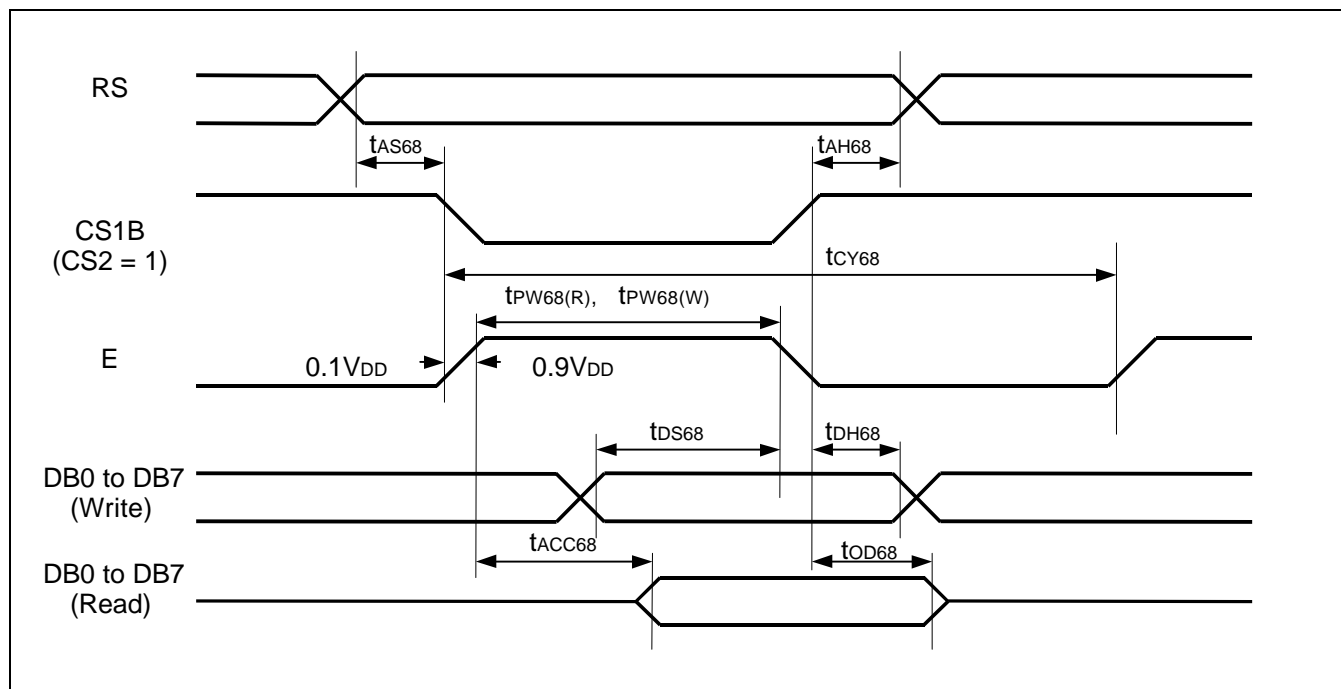 RS
tAS68
tAH68
CS1B
(CS2 = 1)
tCY68
tPW68(R), tPW68(W)
E
0.1VDD
0.9VDD
tDS68
tDH68
DB0 to DB7
(Write)
tACC68
tOD68
DB0 to DB7
(Read)